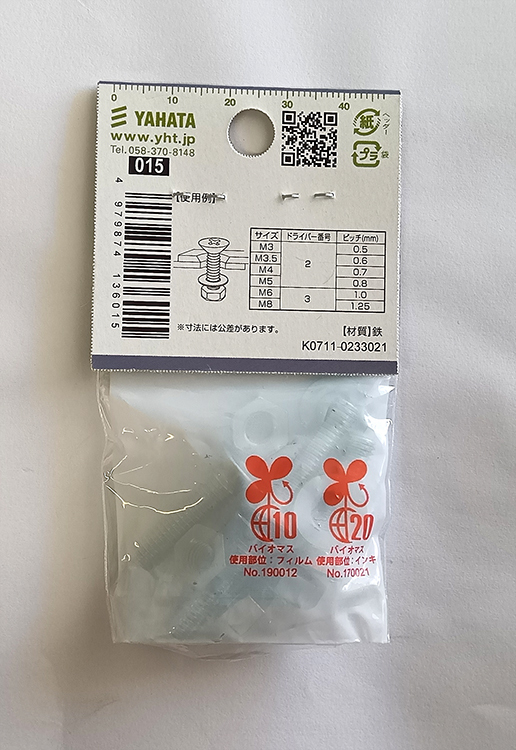 0 10 20 30 40
YAHATA
www.yht.jp
Tel.058-370-8148
015
紙
ヘッダー
プラ
袋
4 979874 136015
【使用例】
サイズ ドライバー番号 ピッチ(mm)
M3 2 0.5
M3.5 0.6
M4 0.7
M5 0.8
M6 3 1.0
M8 1.25
※寸法には公差があります。
【材質】鉄
K0711-0233021
10
バイオマス
使用部位:フィルム
No.190012
20
バイオマス
使用部位:インキ
No.170021